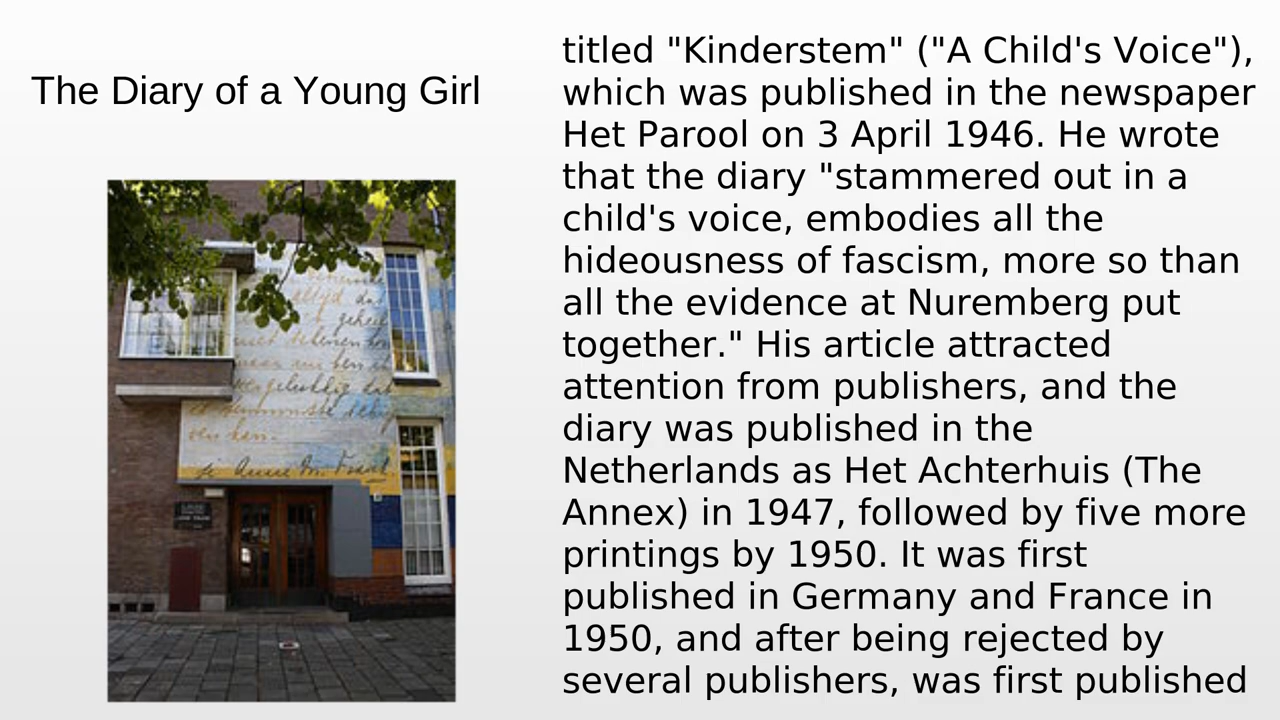 The Diary of a Young Girl
titled "Kinderstem" ("A Child's Voice"),
which was published in the newspaper
Het Parool on 3 April 1946. He wrote
that the diary "stammered out in a
child's voice, embodies all the
hideousness of fascism, more so than
all the evidence at Nuremberg put
together." His article attracted
attention from publishers, and the
diary was published in the
Netherlands as Het Achterhuis (The
Annex) in 1947, followed by five more
printings by 1950. It was first
published in Germany and France in
1950, and after being rejected by
several publishers, was first published